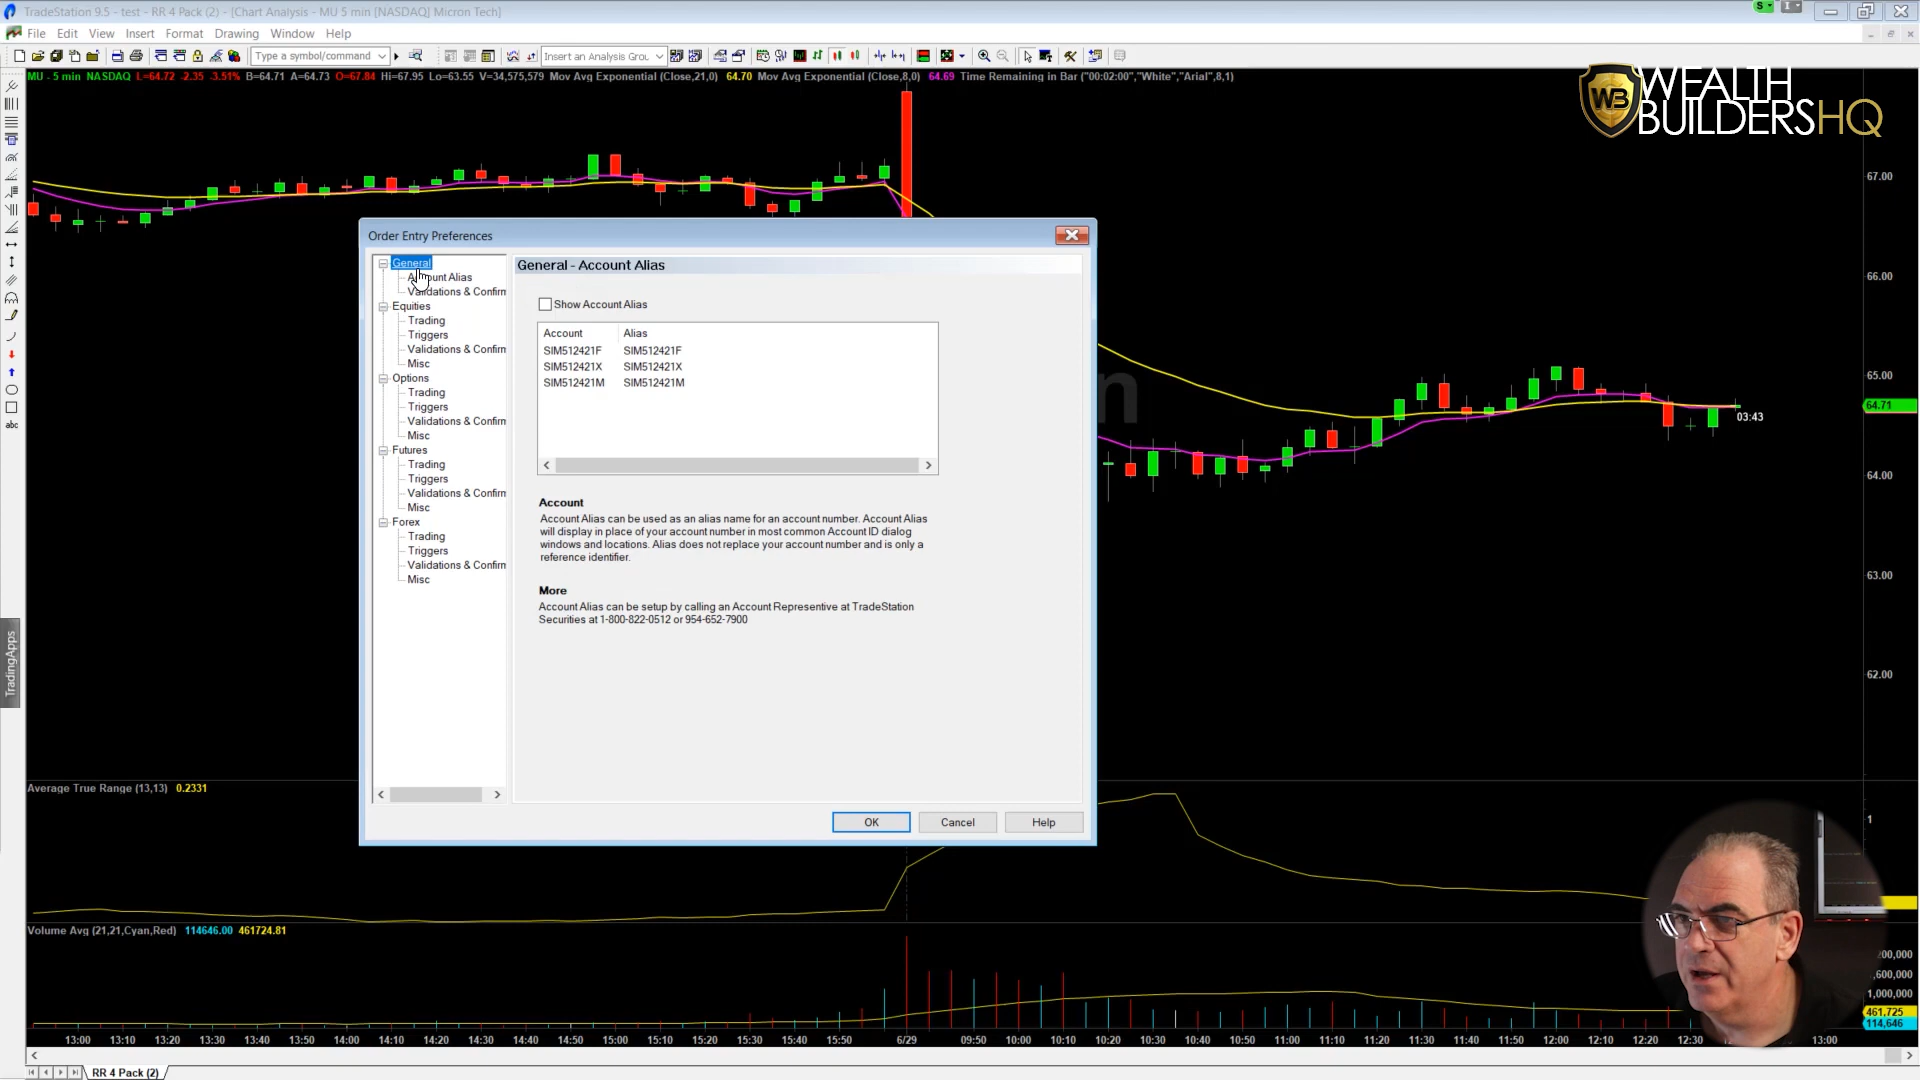 TradeStation 9.5 - test - RR 4 Pack (2) - [Chart Analysis - MU 5 min [NASDAQ] Micron Tech]
File Edit View Insert Format Drawing Window Help
Type a symbol/command
Insert an Analysis Grou
MU - 5 min NASDAQ L=64.72 -2.35 -3.51% B=64.71 A=64.73 O=67.84 Hi=67.95 Lo=63.55 V=34,575,579 Mov Avg Exponential (Close,21,0) 64.70 Mov Avg Exponential (Close,8,0) 64.69 Time Remaining in Bar ("00:02:00","White","Arial",8,1)
WB WEALTH
BUILDERSHQ
67.00
66.00
65.00
64.71
03:43
64.00
63.00
62.00
abc
TradingApps
Order Entry Preferences
General
Account Alias
Validations & Confirm
Equities
Trading
Triggers
Validations & Confirm
Misc
Options
Trading
Triggers
Validations & Confirm
Misc
Futures
Trading
Triggers
Validations & Confirm
Misc
Forex
Trading
Triggers
Validations & Confirm
Misc
General - Account Alias
Show Account Alias
Account Alias
SIM512421F SIM512421F
SIM512421X SIM512421X
SIM512421M SIM512421M
Account
Account Alias can be used as an alias name for an account number. Account Alias
will display in place of your account number in most common Account ID dialog
windows and locations. Alias does not replace your account number and is only a
reference identifier.
More
Account Alias can be setup by calling an Account Represenive at TradeStation
Securities at 1-800-822-0512 or 954-652-7900
OK Cancel Help
Average True Range (13,13) 0.2331
1
Volume Avg (21,21,Cyan,Red) 114646.00 461724.81
,200,000
,600,000
1,000,000
461,725
114,646
13:00 13:10 13:20 13:30 13:40 13:50 14:00 14:10 14:20 14:30 14:40 14:50 15:00 15:10 15:20 15:30 15:40 15:50 6/29 09:50 10:00 10:10 10:20 10:30 10:40 10:50 11:00 11:10 11:20 11:30 11:40 11:50 12:00 12:10 12:20 12:30 13:00
RR 4 Pack (2)